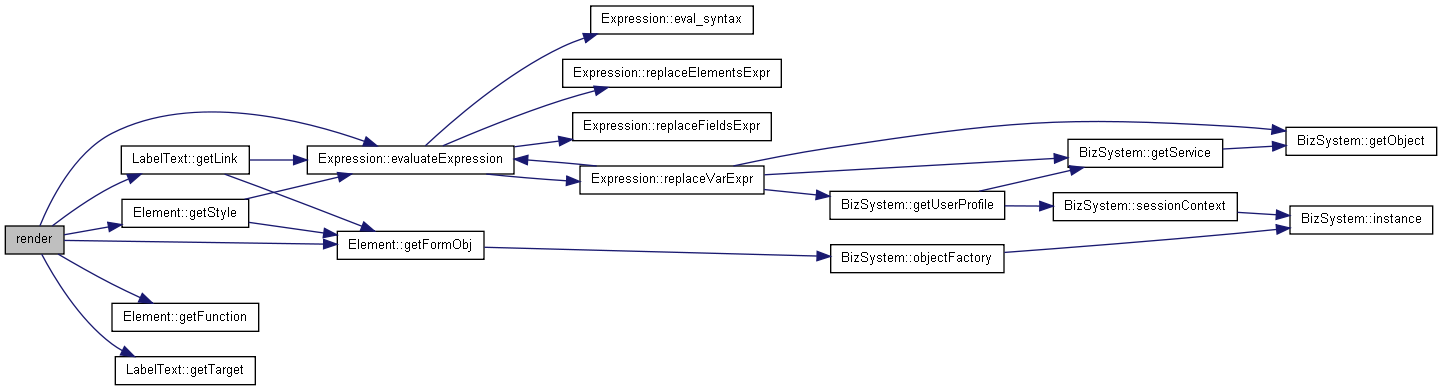 Expression::eval_syntax
Expression::replaceElementsExpr
Expression::replaceFieldsExpr
BizSystem::getObject
LabelText::getLink
Expression::evaluateExpression
BizSystem::getService
Expression::replaceVarExpr
Element::getStyle
BizSystem::getUserProfile
BizSystem::sessionContext
BizSystem::instance
render
Element::getFormObj
BizSystem::objectFactory
Element::getFunction
LabelText::getTarget